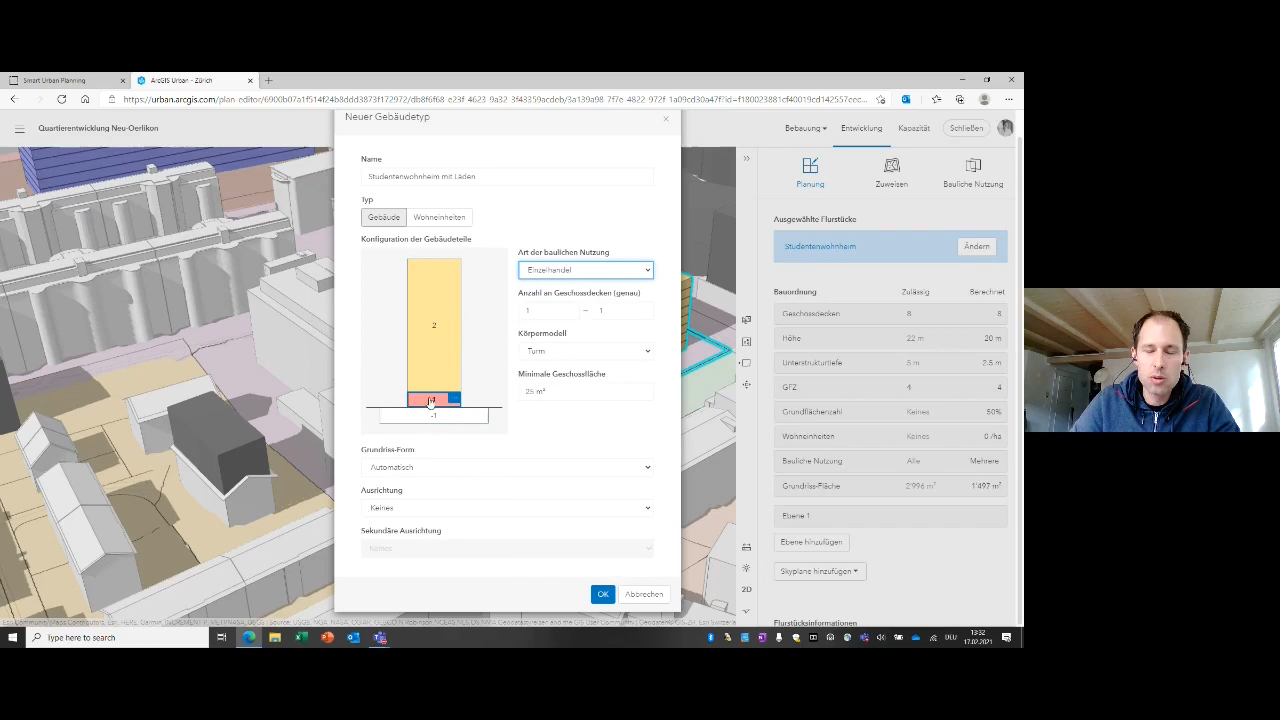 Smart Urban Planning
ArcGIS Urban - Zürich
Quartierentwicklung Neu-Oerlikon
Bebauung
Entwicklung
Kapazität
Schließen
Neuer Gebäudetyp
Name
Studentenwohnheim mit Läden
Typ
Gebäude
Wohneinheiten
Konfiguration der Gebäudeteile
2
-1
Art der baulichen Nutzung
Einzelhandel
Anzahl an Geschossdecken (genau)
1 – 1
Körpermodell
Turm
Minimale Geschossfläche
25 m²
Grundriss-Form
Automatisch
Ausrichtung
Keines
Sekundäre Ausrichtung
Keines
OK
Abbrechen
Planung
Zuweisen
Bauliche Nutzung
Ausgewählte Flurstücke
Studentenwohnheim
Ändern
Bauordnung Zulässig Berechnet
Geschossdecken 8 8
Höhe 22 m 20 m
Unterstruktturtiefe 5 m 2.5 m
GFZ 4 4
Grundflächenzahl Keines 50%
Wohneinheiten Keines 0 /ha
Bauliche Nutzung Alle Mehrere
Grundriss-Fläche 2'996 m² 1'497 m²
Ebene 1
Ebene hinzufügen
Skyplane hinzufügen
2D
Flurstücksinformationen
Type here to search
DEU
13:32
17.02.2021